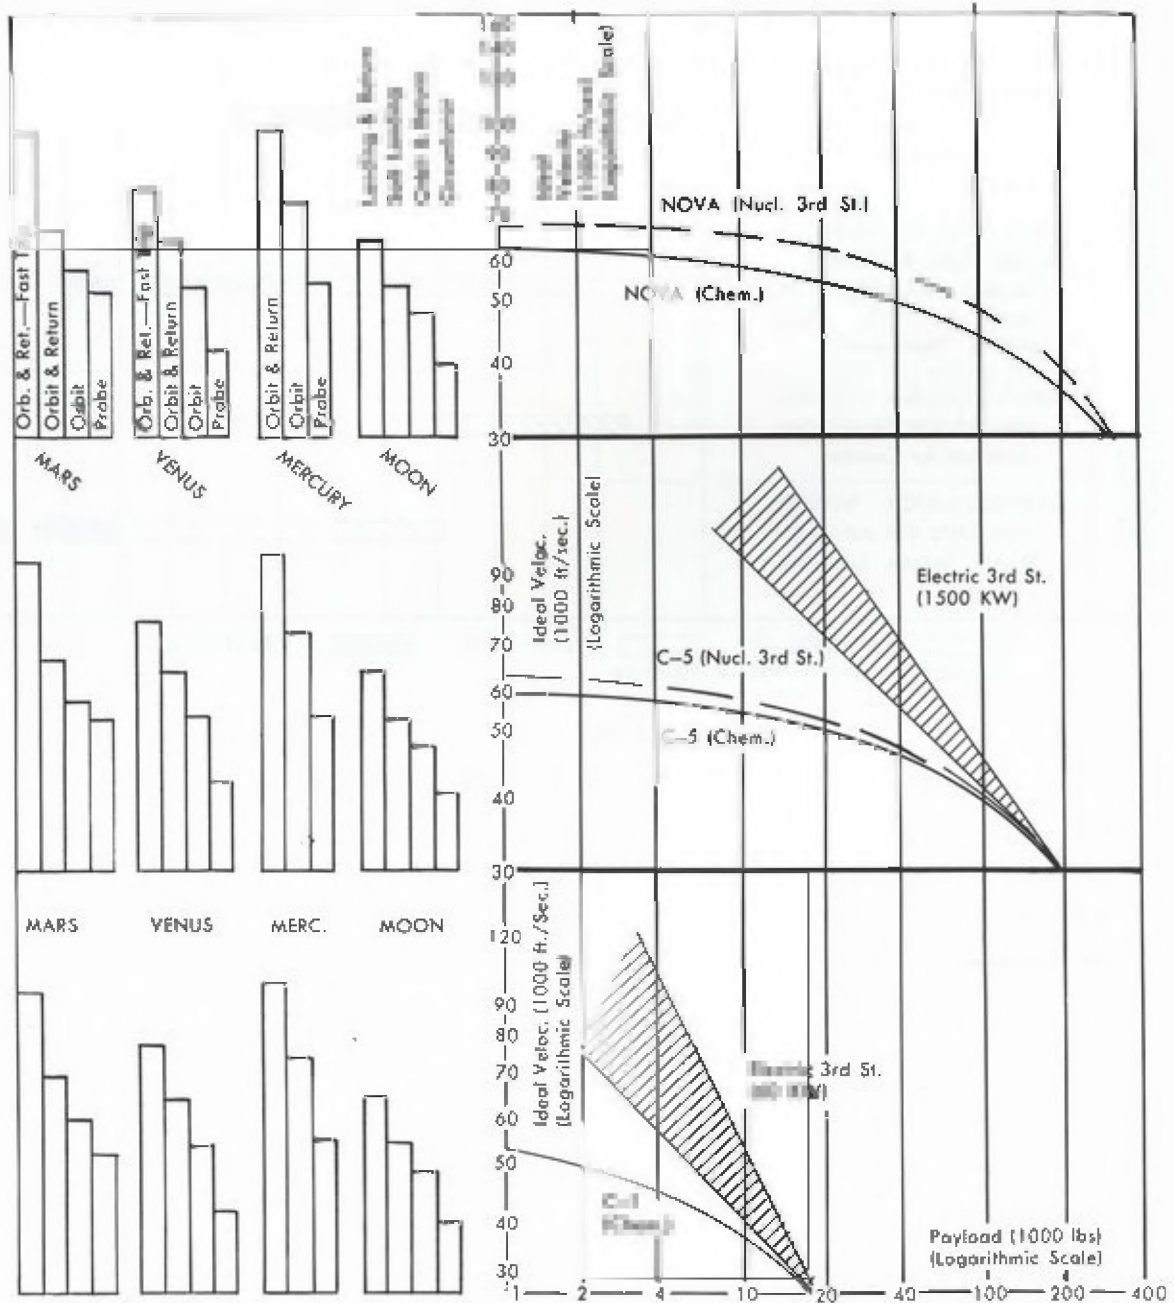 NOVA (Nucl. 3rd St.)
NOVA (Chem.)
60
50
40
30
Orb. & Ret.—Fast
Orbit & Return
Orbit
Probe
Orb. & Ret.—Fast
Orbit & Return
Orbit
Probe
Orbit & Return
Orbit
Probe
Landing & Return
Soft Landing
Orbit & Return
Ideal
Velocity
(1000 ft/sec)
(Logarithmic Scale)
MARS
VENUS
MERCURY
MOON
Ideal Veloc.
(1000 ft/sec.)
(Logarithmic Scale)
90
80
70
60
50
40
30
Electric 3rd St.
(1500 KW)
C-5 (Nucl. 3rd St.)
C-5 (Chem.)
MARS
VENUS
MERC.
MOON
Ideal Veloc. (1000 ft./Sec.)
(Logarithmic Scale)
120
90
80
70
60
50
40
30
Electric 3rd St.
C-1
(Chem.)
Payload (1000 lbs)
(Logarithmic Scale)
1 2 4 10 20 40 100 200 400